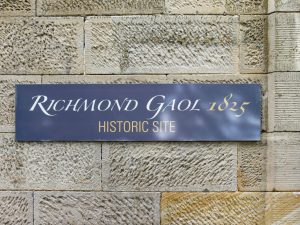 Richmond Gaol 1825
HISTORIC SITE